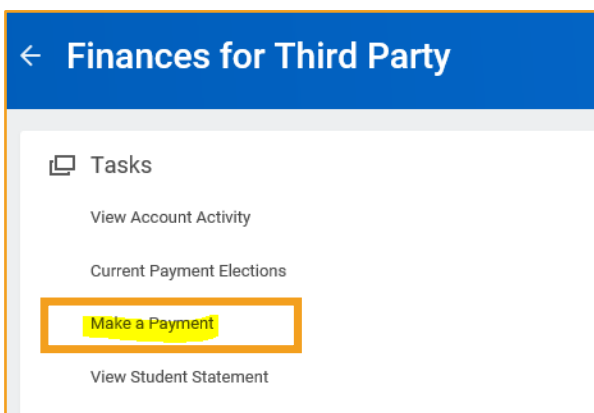 Finances for Third Party
Tasks
View Account Activity
Current Payment Elections
Make a Payment
View Student Statement